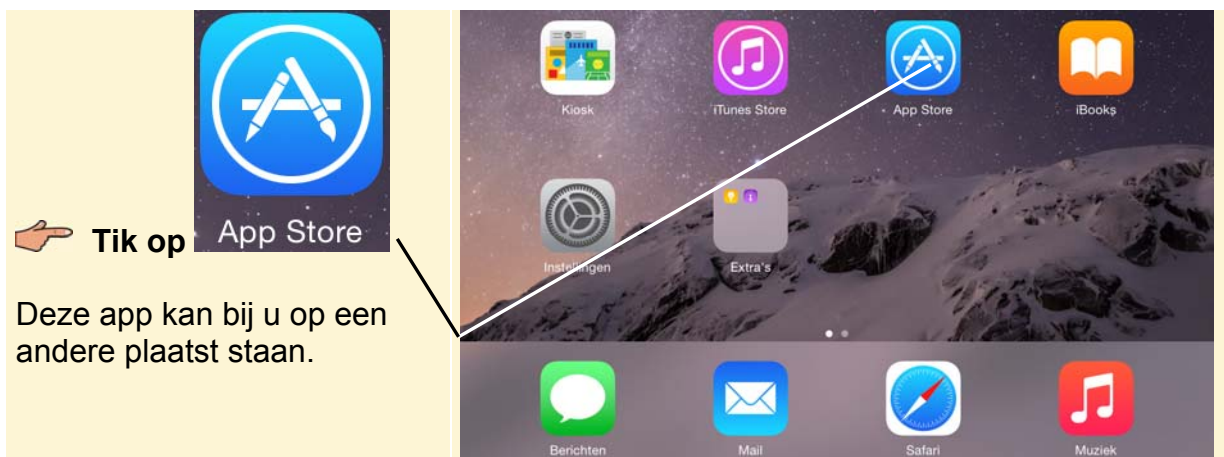 App Store
Tik op
Deze app kan bij u op een
andere plaatst staan.
Kiosk
iTunes Store
App Store
iBooks
Instellingen
Extra's
Berichten
Mail
Safari
Muziek